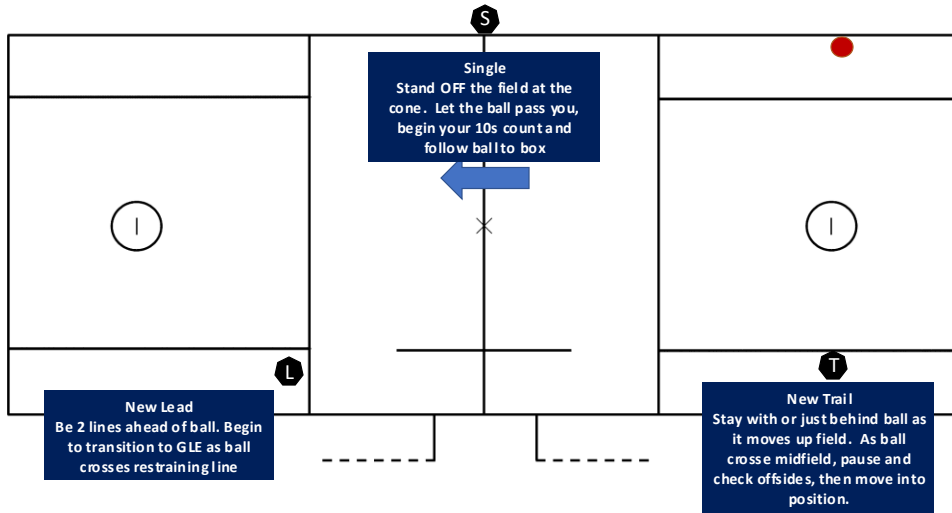 S
Single
Stand OFF the field at the
cone. Let the ball pass you,
begin your 10s count and
follow ball to box
L
T
New Lead
Be 2 lines ahead of ball. Begin
to transition to GLE as ball
crosses restraining line
New Trail
Stay with or just behind ball as
it moves up field. As ball
crosse midfield, pause and
check offsides, then move into
position.